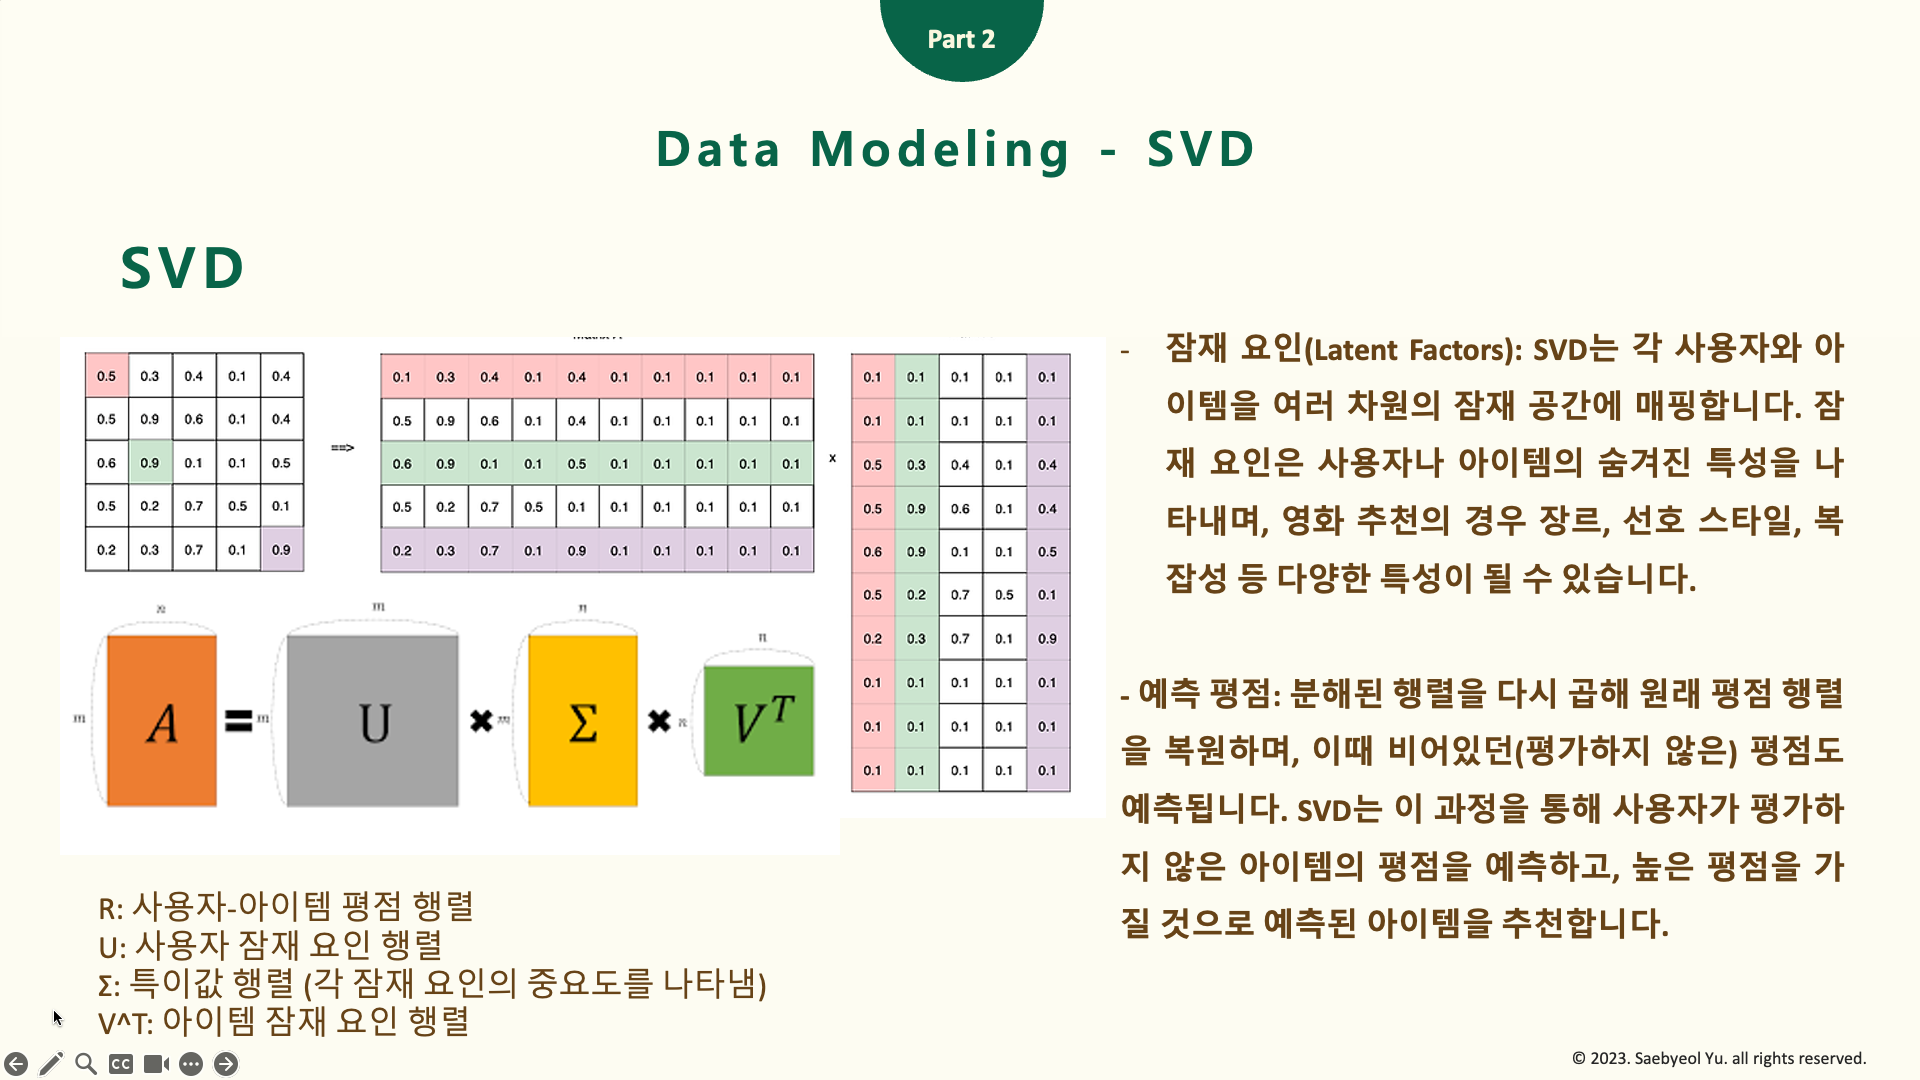 Part 2
Data Modeling - SVD
SVD
0.5 0.3 0.4 0.1 0.4
0.5 0.9 0.6 0.1 0.4
0.6 0.9 0.1 0.1 0.5
0.5 0.2 0.7 0.5 0.1
0.2 0.3 0.7 0.1 0.9
==>
0.1 0.3 0.4 0.1 0.4 0.1 0.1 0.1 0.1 0.1
0.5 0.9 0.6 0.1 0.4 0.1 0.1 0.1 0.1 0.1
0.6 0.9 0.1 0.1 0.5 0.1 0.1 0.1 0.1 0.1
0.5 0.2 0.7 0.5 0.1 0.1 0.1 0.1 0.1 0.1
0.2 0.3 0.7 0.1 0.9 0.1 0.1 0.1 0.1 0.1
x
0.1 0.1 0.1 0.1 0.1
0.1 0.1 0.1 0.1 0.1
0.5 0.3 0.4 0.1 0.4
0.5 0.9 0.6 0.1 0.4
0.6 0.9 0.1 0.1 0.5
0.5 0.2 0.7 0.5 0.1
0.2 0.3 0.7 0.1 0.9
0.1 0.1 0.1 0.1 0.1
0.1 0.1 0.1 0.1 0.1
0.1 0.1 0.1 0.1 0.1
n m n n
m A = m U × m Σ × n V^T
R: 사용자-아이템 평점 행렬
U: 사용자 잠재 요인 행렬
Σ: 특이값 행렬 (각 잠재 요인의 중요도를 나타냄)
V^T: 아이템 잠재 요인 행렬
- 잠재 요인(Latent Factors): SVD는 각 사용자와 아
이템을 여러 차원의 잠재 공간에 매핑합니다. 잠
재 요인은 사용자나 아이템의 숨겨진 특성을 나
타내며, 영화 추천의 경우 장르, 선호 스타일, 복
잡성 등 다양한 특성이 될 수 있습니다.
- 예측 평점: 분해된 행렬을 다시 곱해 원래 평점 행렬
을 복원하며, 이때 비어있던(평가하지 않은) 평점도
예측됩니다. SVD는 이 과정을 통해 사용자가 평가하
지 않은 아이템의 평점을 예측하고, 높은 평점을 가
질 것으로 예측된 아이템을 추천합니다.
CC
© 2023. Saebyeol Yu. all rights reserved.